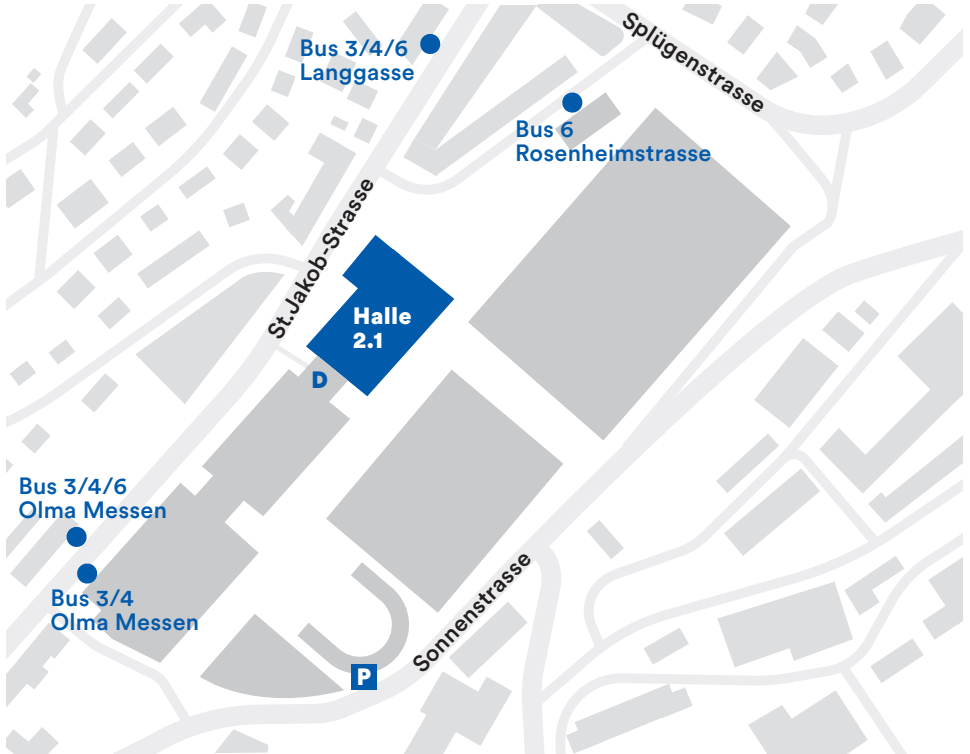 Bus 3/4/6
Langgasse
Splügenstrasse
Bus 6
Rosenheimstrasse
St.Jakob-Strasse
Halle
2.1
D
Bus 3/4/6
Olma Messen
Bus 3/4
Olma Messen
Sonnenstrasse
P